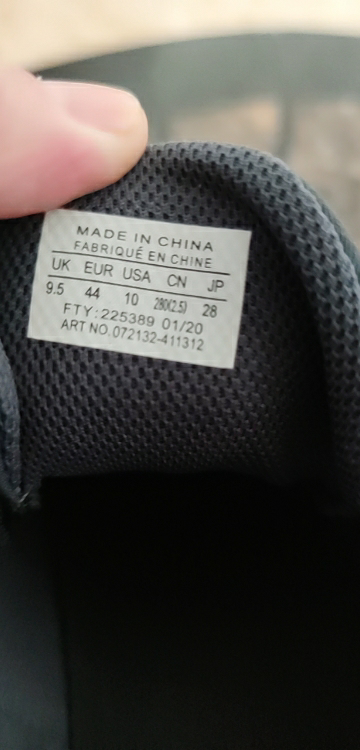 MADE IN CHINA
FABRIQUÉ EN CHINE
UK EUR USA CN JP
9.5 44 10 280(2.5) 28
FTY:225389 01/20
ART NO.072132-411312